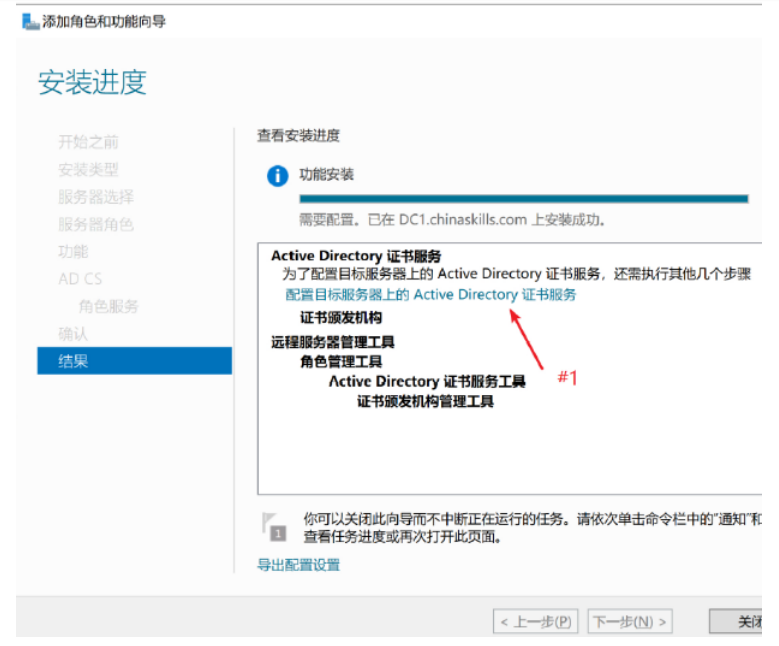 添加角色和功能向导
安装进度
开始之前
安装类型
服务器选择
服务器角色
功能
AD CS
角色服务
确认
结果
查看安装进度
功能安装
需要配置。已在 DC1.chinaskills.com 上安装成功。
Active Directory 证书服务
为了配置目标服务器上的 Active Directory 证书服务，还需执行其他几个步骤
配置目标服务器上的 Active Directory 证书服务
证书颁发机构
远程服务器管理工具
角色管理工具
Active Directory 证书服务工具
证书颁发机构管理工具
#1
1
你可以关闭此向导而不中断正在运行的任务。请依次单击命令栏中的"通知"和
查看任务进度或再次打开此页面。
导出配置设置
< 上一步(P)
下一步(N) >
关闭